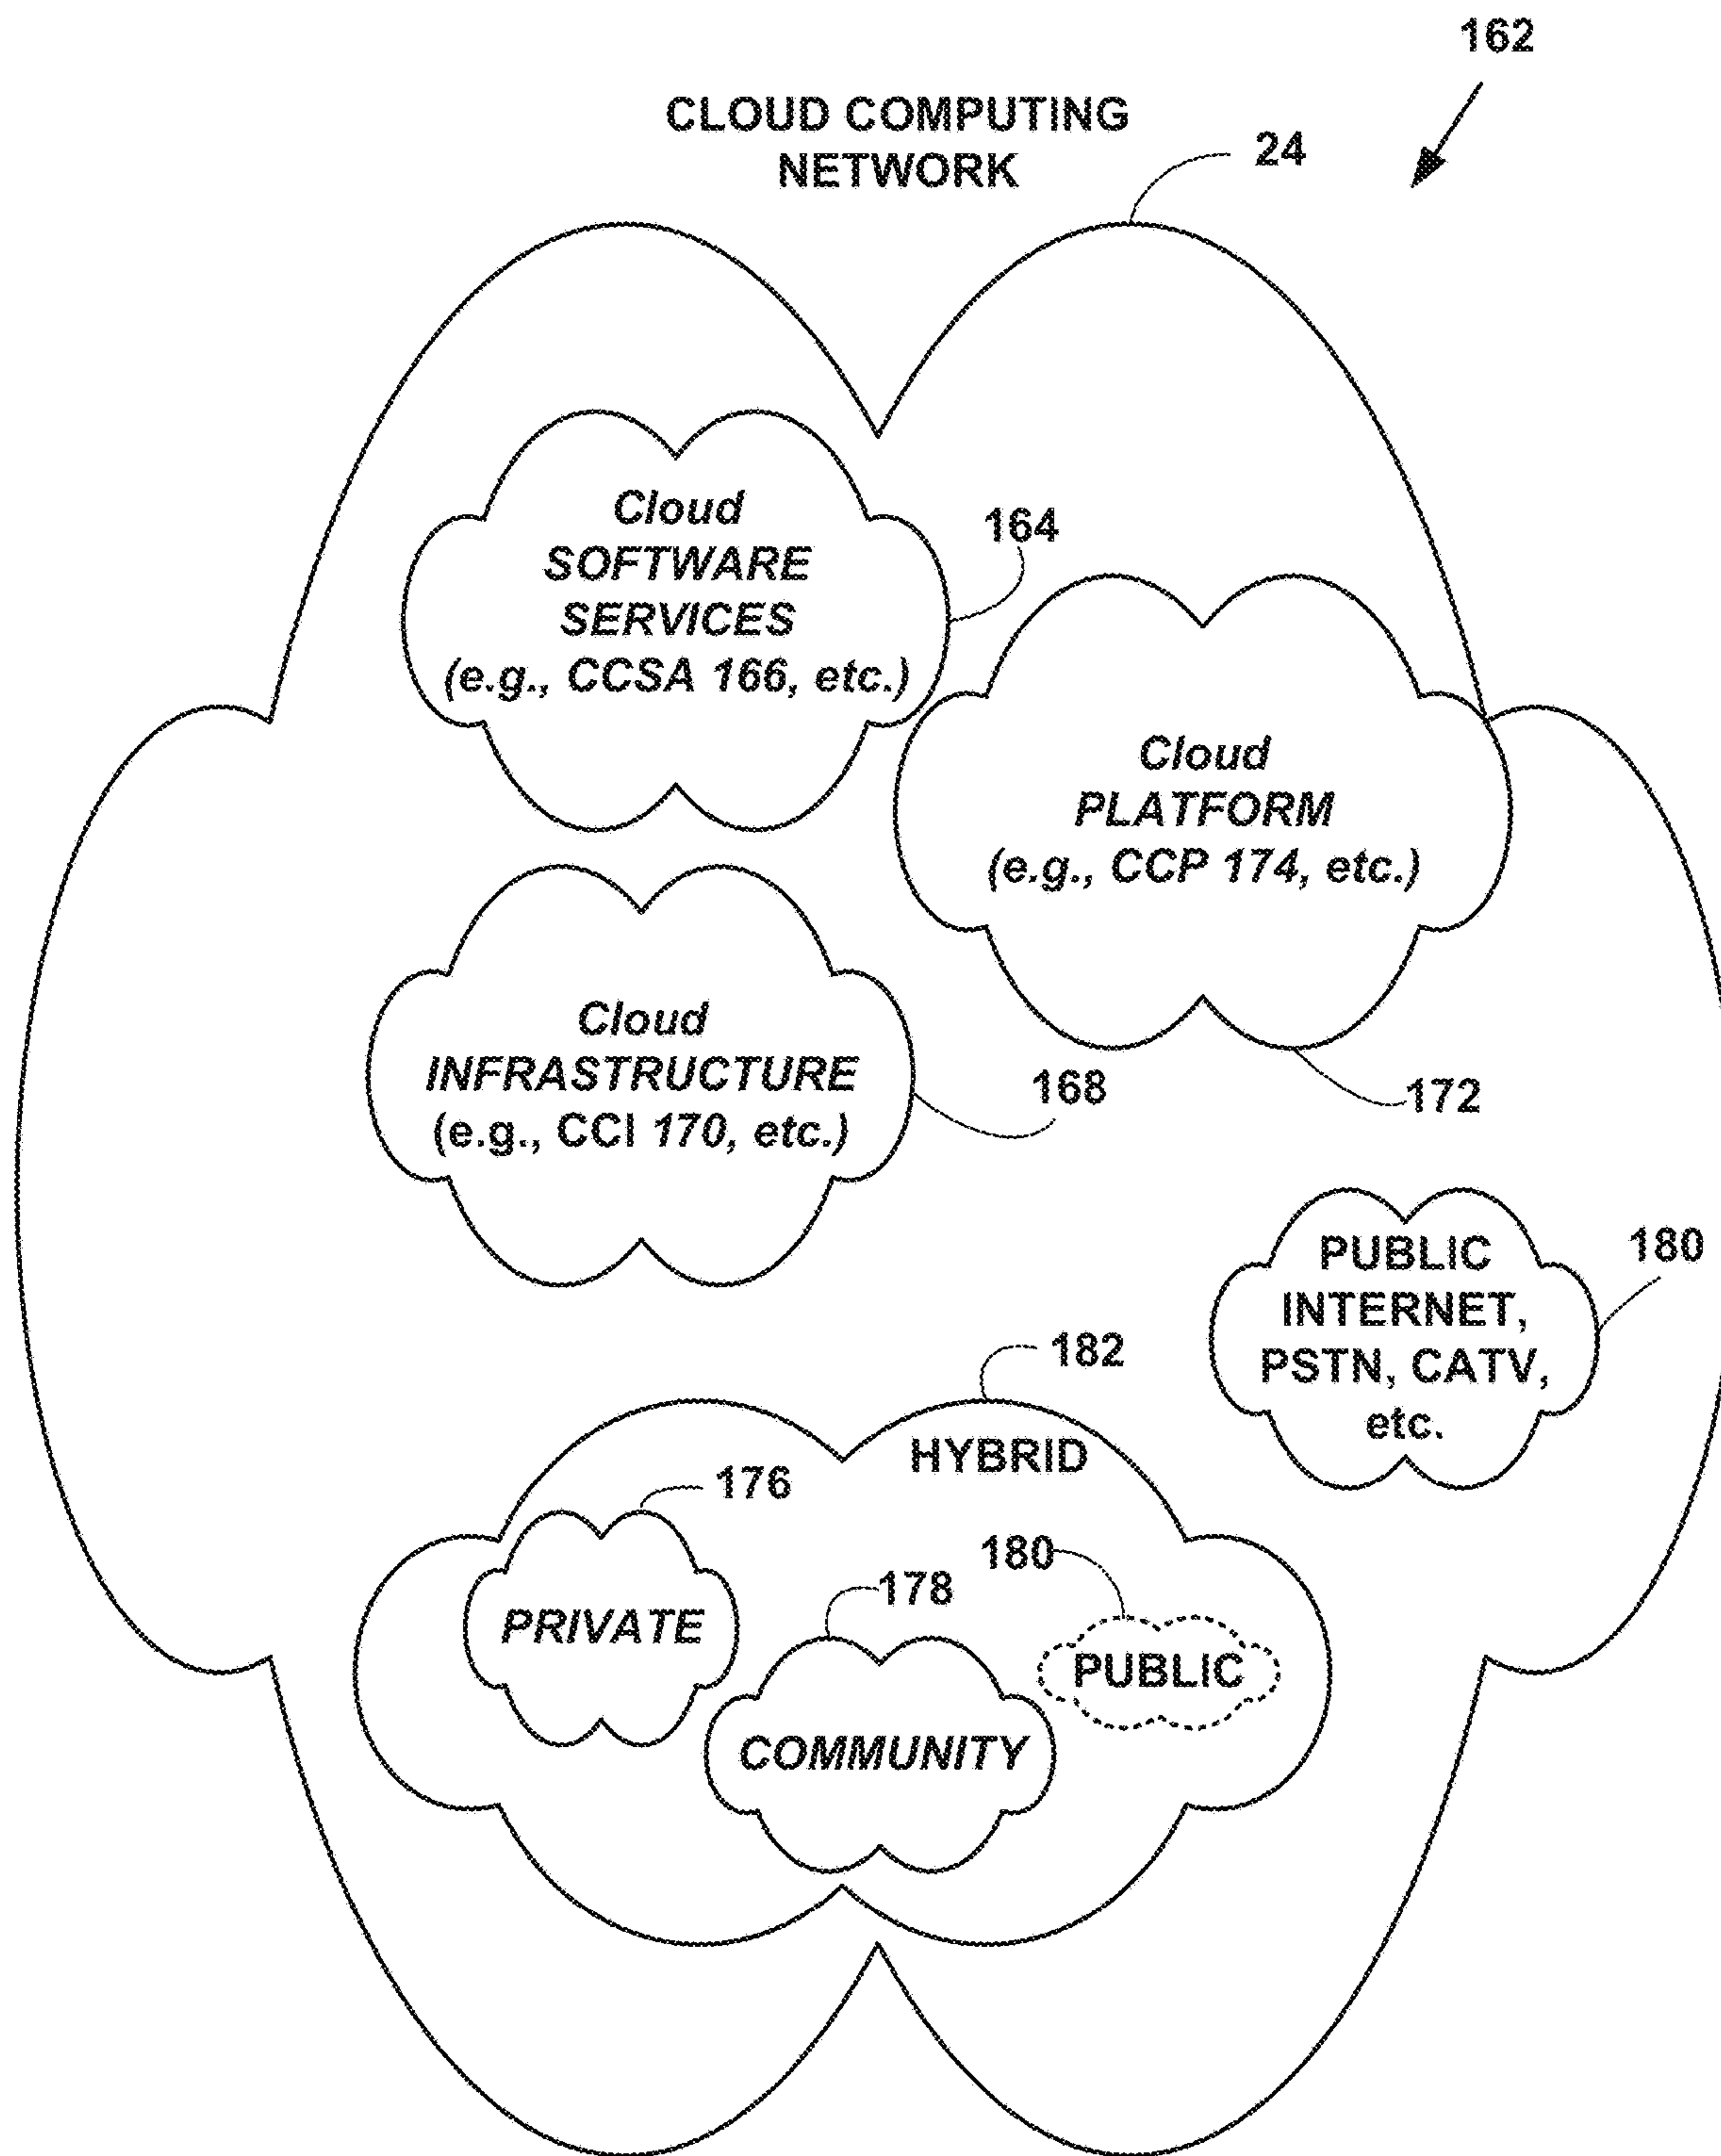 162
CLOUD COMPUTING
NETWORK
24
Cloud
SOFTWARE
SERVICES
(e.g., CCSA 166, etc.)
164
Cloud
PLATFORM
(e.g., CCP 174, etc.)
172
Cloud
INFRASTRUCTURE
(e.g., CCI 170, etc.)
168
PUBLIC
INTERNET,
PSTN, CATV,
etc.
180
182
HYBRID
176
PRIVATE
178
COMMUNITY
180
PUBLIC